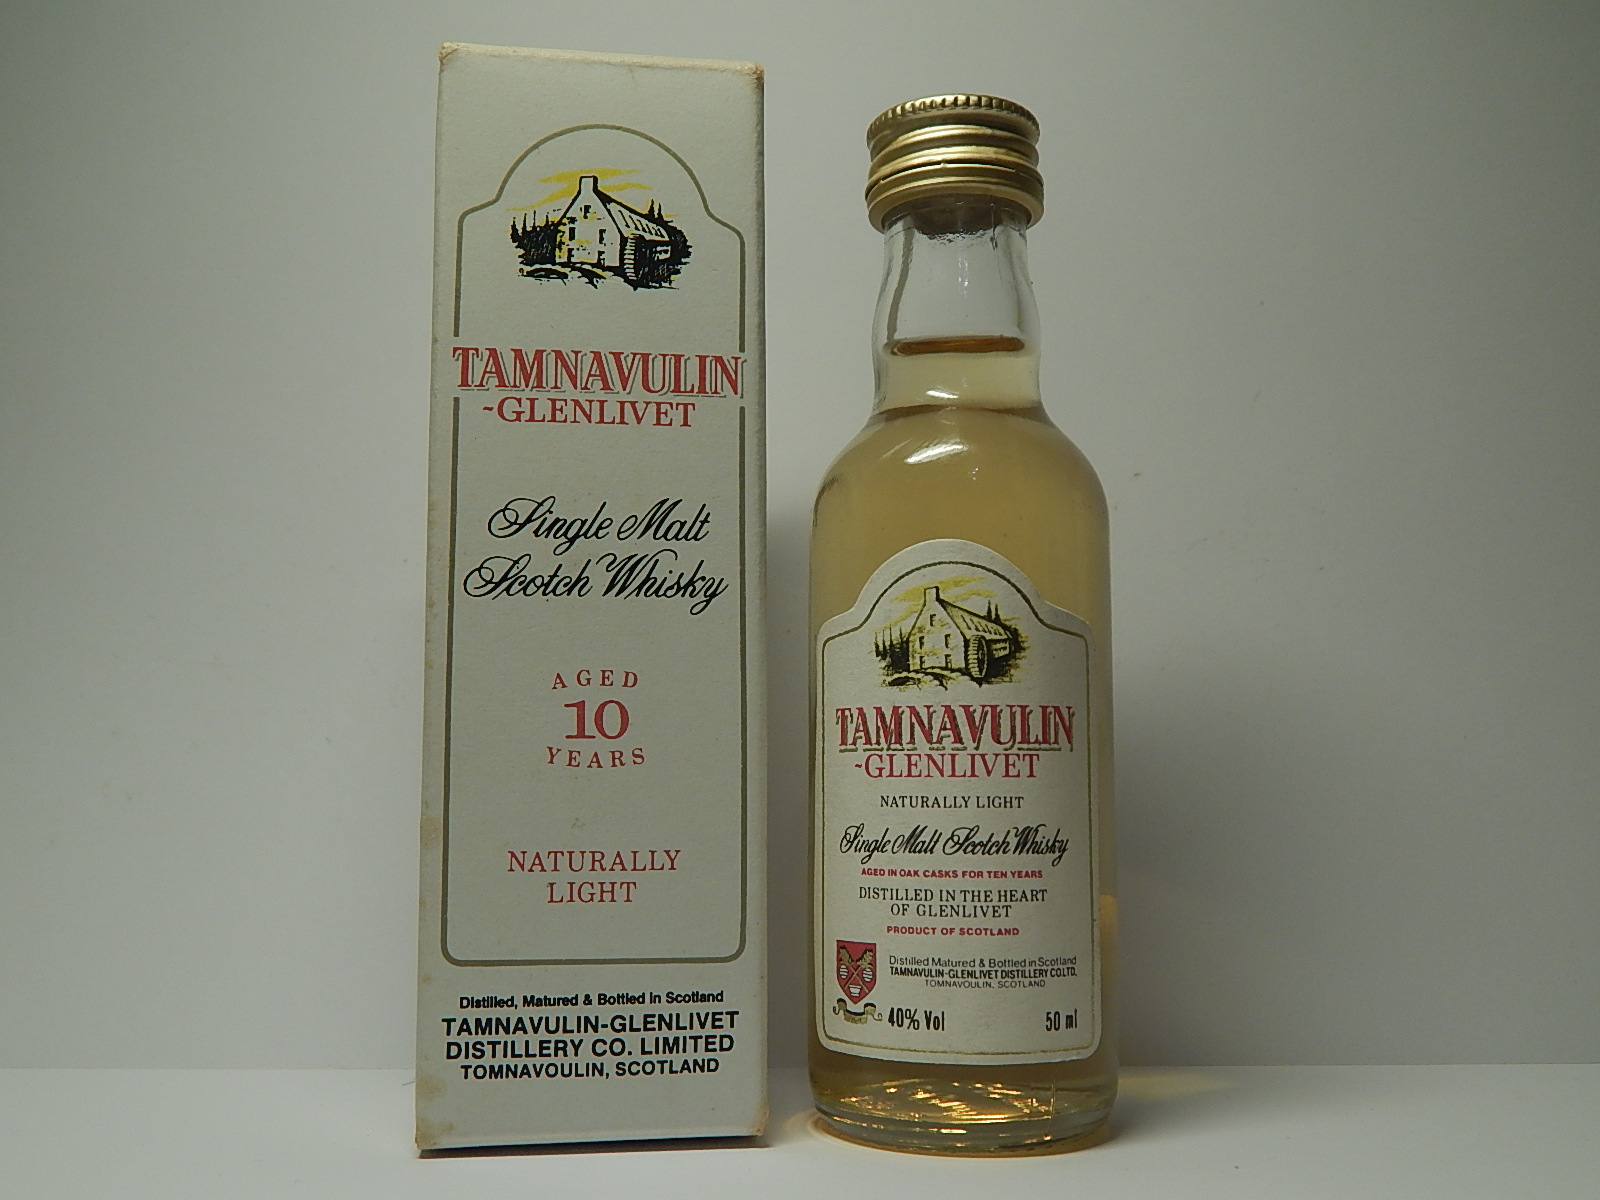 TAMNAVULIN
~GLENLIVET
Single Malt
Scotch Whisky
AGED
10
YEARS
NATURALLY
LIGHT
Distilled, Matured & Bottled in Scotland
TAMNAVULIN-GLENLIVET
DISTILLERY CO. LIMITED
TOMNAVOULIN, SCOTLAND
TAMNAVULIN
~GLENLIVET
NATURALLY LIGHT
Single Malt Scotch Whisky
AGED IN OAK CASKS FOR TEN YEARS
DISTILLED IN THE HEART
OF GLENLIVET
PRODUCT OF SCOTLAND
Distilled Matured & Bottled in Scotland
TAMNAVULIN-GLENLIVET DISTILLERY CO.LTD.
TOMNAVOULIN, SCOTLAND
40% Vol 50 ml